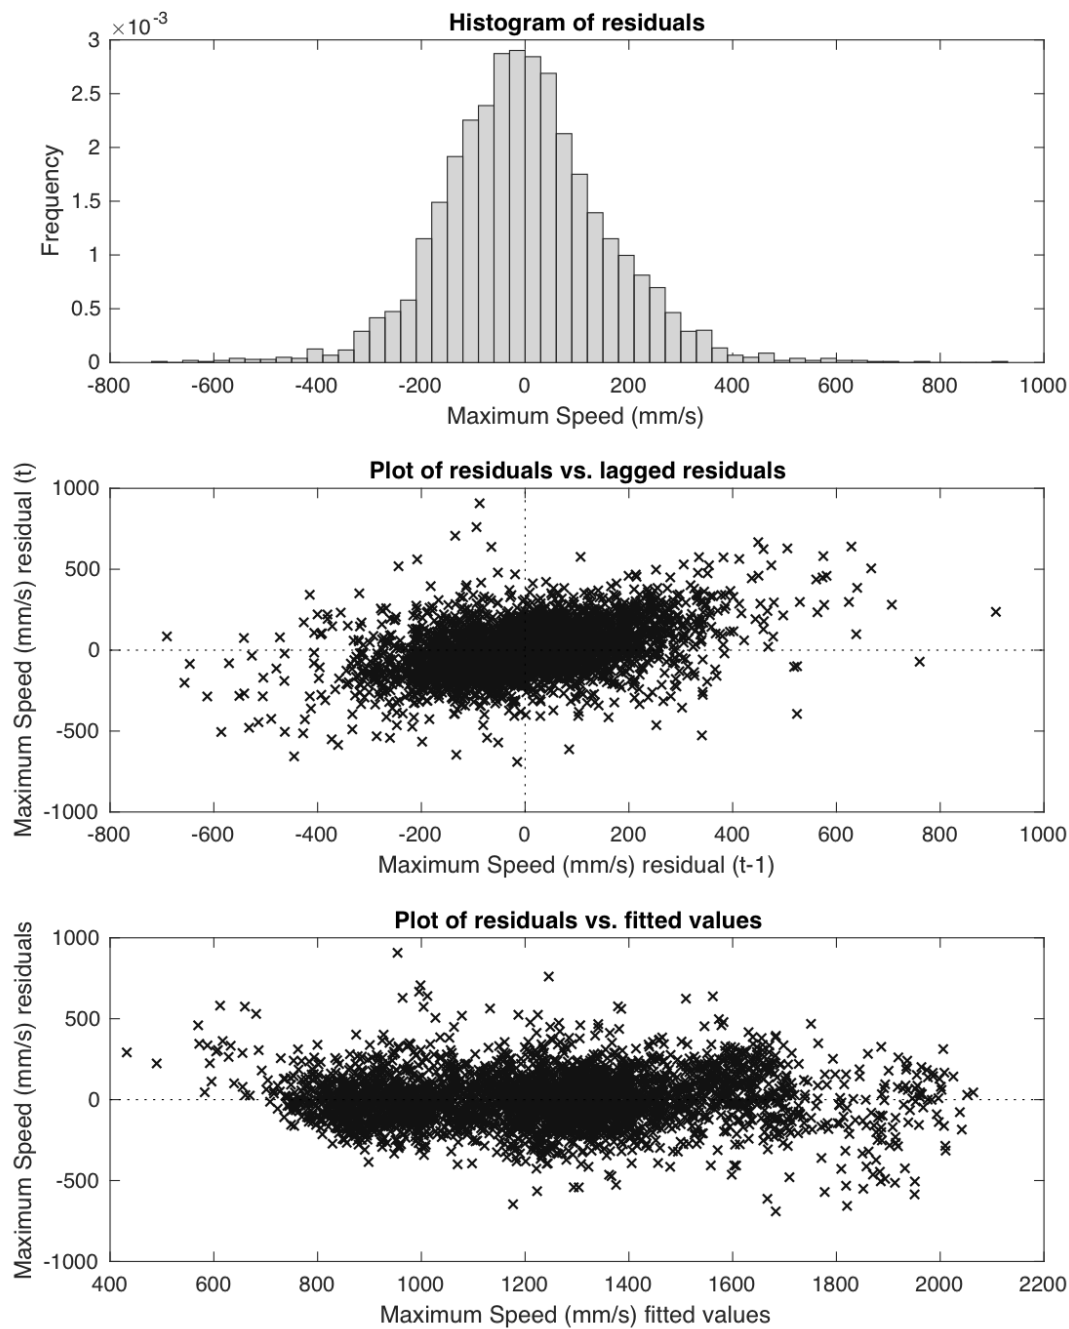 Histogram of residuals
×10⁻³
3
2.5
2
1.5
1
0.5
0
Frequency
-800 -600 -400 -200 0 200 400 600 800 1000
Maximum Speed (mm/s)
Plot of residuals vs. lagged residuals
1000
500
0
-500
-1000
Maximum Speed (mm/s) residual (t)
-800 -600 -400 -200 0 200 400 600 800 1000
Maximum Speed (mm/s) residual (t-1)
Plot of residuals vs. fitted values
1000
500
0
-500
-1000
Maximum Speed (mm/s) residuals
400 600 800 1000 1200 1400 1600 1800 2000 2200
Maximum Speed (mm/s) fitted values